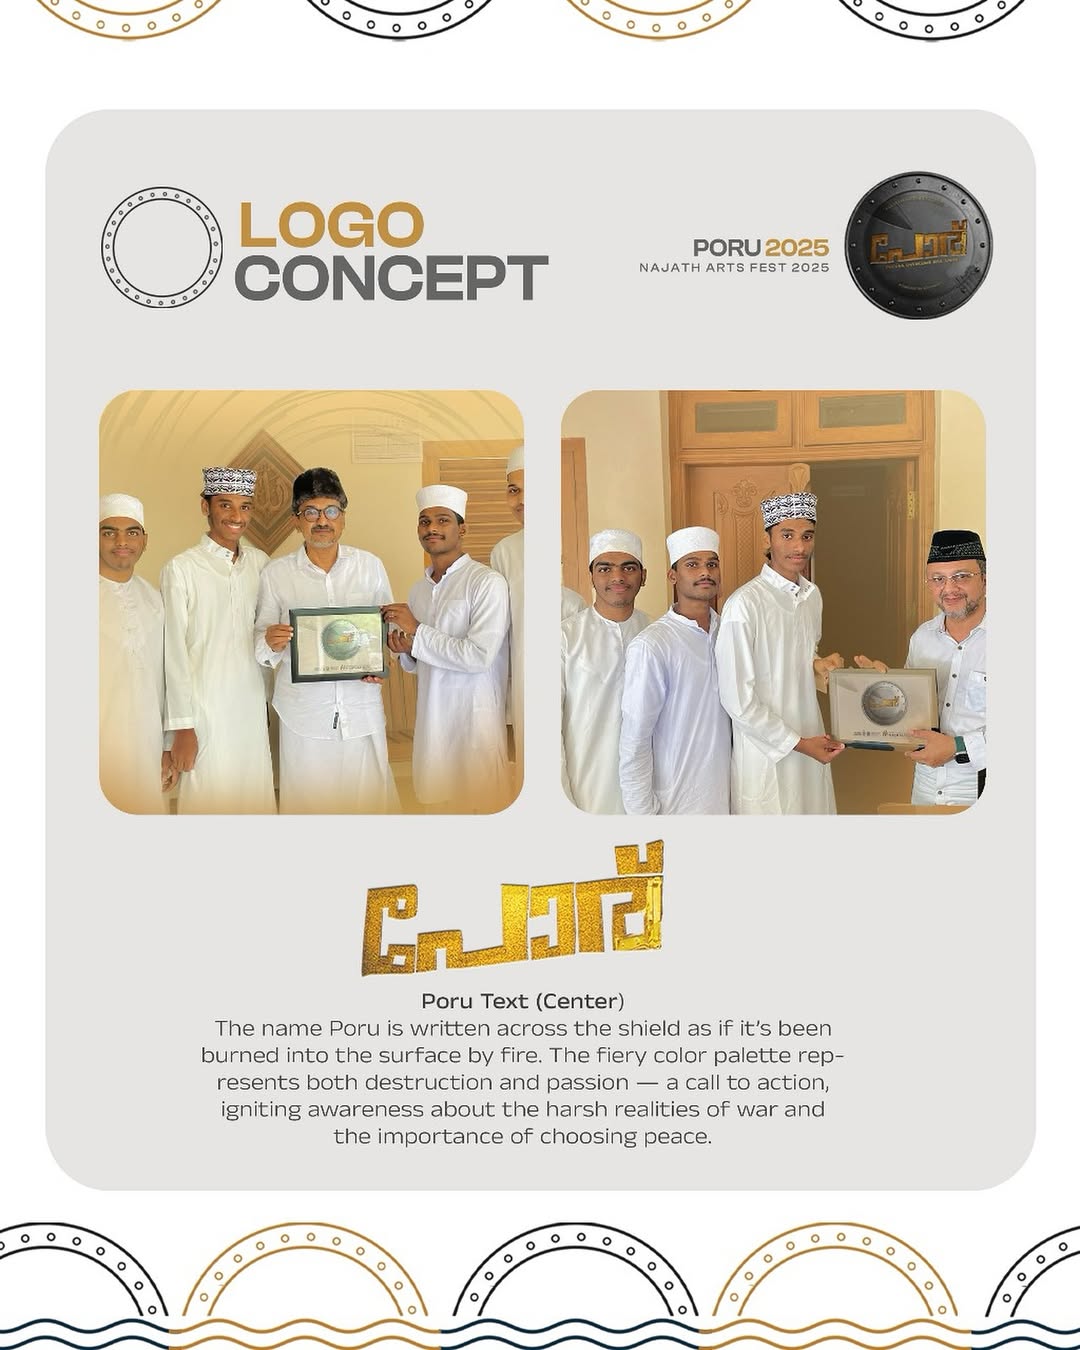 LOGO
CONCEPT
PORU 2025
NAJATH ARTS FEST 2025
പോര്
പോര്
Poru Text (Center)
The name Poru is written across the shield as if it's been
burned into the surface by fire. The fiery color palette rep-
resents both destruction and passion — a call to action,
igniting awareness about the harsh realities of war and
the importance of choosing peace.